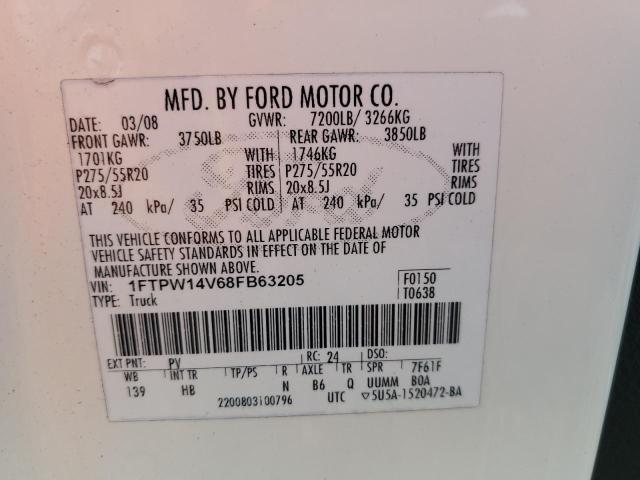 MFD. BY FORD MOTOR CO.
DATE: 03/08 GVWR: 7200LB/ 3266KG
FRONT GAWR: 3750LB REAR GAWR: 3850LB
1701KG WITH 1746KG WITH
P275/55R20 TIRES P275/55R20 TIRES
20x8.5J RIMS 20x8.5J RIMS
AT 240 kPa/ 35 PSI COLD AT 240 kPa/ 35 PSI COLD
Ford
THIS VEHICLE CONFORMS TO ALL APPLICABLE FEDERAL MOTOR
VEHICLE SAFETY STANDARDS IN EFFECT ON THE DATE OF
MANUFACTURE SHOWN ABOVE.
VIN: 1FTPW14V68FB63205 F0150
TYPE: Truck T0638
EXT PNT: PV RC: 24 DSO:
WB INT TR TP/PS R AXLE TR SPR 7F61F
139 HB N B6 Q UUMM BOA
2200803100796 UTC ▽5U5A-1520472-BA